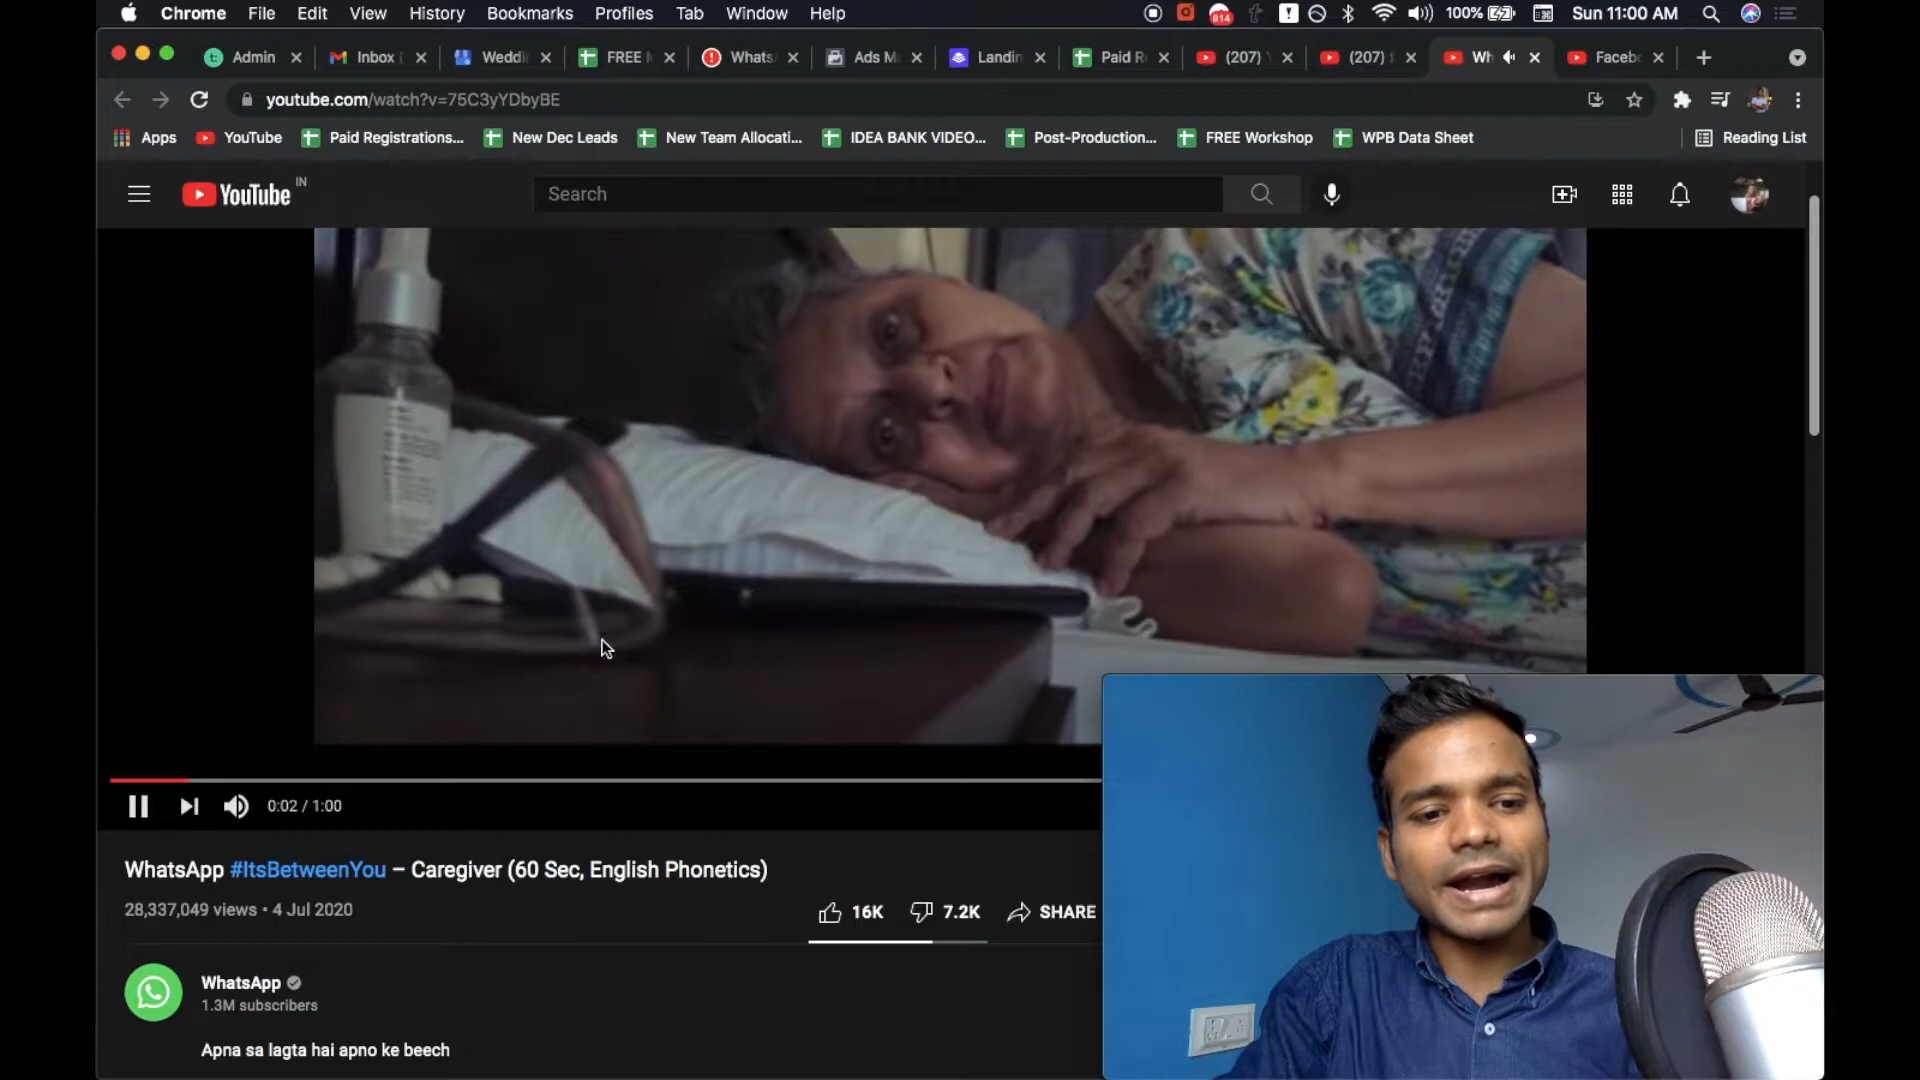 Chrome File Edit View History Bookmarks Profiles Tab Window Help 814 100% Sun 11:00 AM
Admin Inbox ( Weddin FREE Whats Ads M Landin Paid R (207) (207) Wh Faceb
youtube.com/watch?v=75C3yYDbyBE
Apps YouTube Paid Registrations... New Dec Leads New Team Allocati... IDEA BANK VIDEO... Post-Production... FREE Workshop WPB Data Sheet Reading List
YouTube IN Search
0:02 / 1:00
WhatsApp #ItsBetweenYou – Caregiver (60 Sec, English Phonetics)
28,337,049 views • 4 Jul 2020
16K 7.2K SHARE
WhatsApp
1.3M subscribers
Apna sa lagta hai apno ke beech